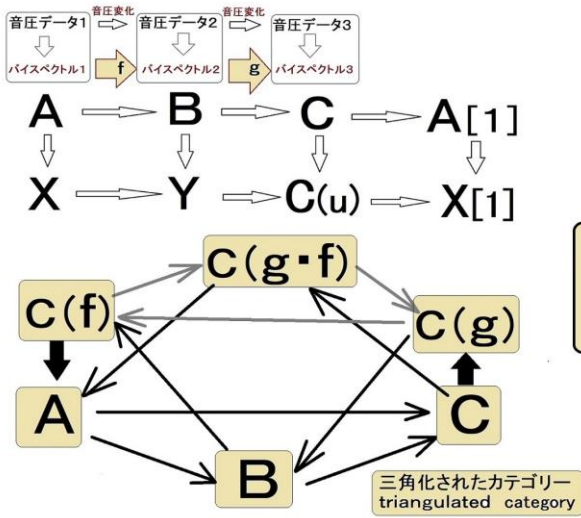 音圧変化 音圧変化
音圧データ1 音圧データ2 音圧データ3
バイスペクトル1 f バイスペクトル2 g バイスペクトル3
A B C A[1]
X Y C(u) X[1]
C(g▪f)
C(f) C(g)
A C
B
三角化されたカテゴリー
triangulated category